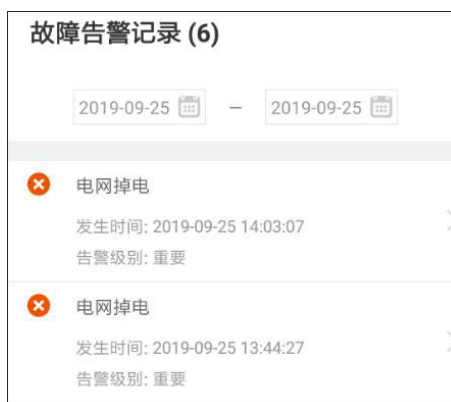 故障告警记录 (6)
2019-09-25 — 2019-09-25
电网掉电
发生时间: 2019-09-25 14:03:07
告警级别: 重要
电网掉电
发生时间: 2019-09-25 13:44:27
告警级别: 重要